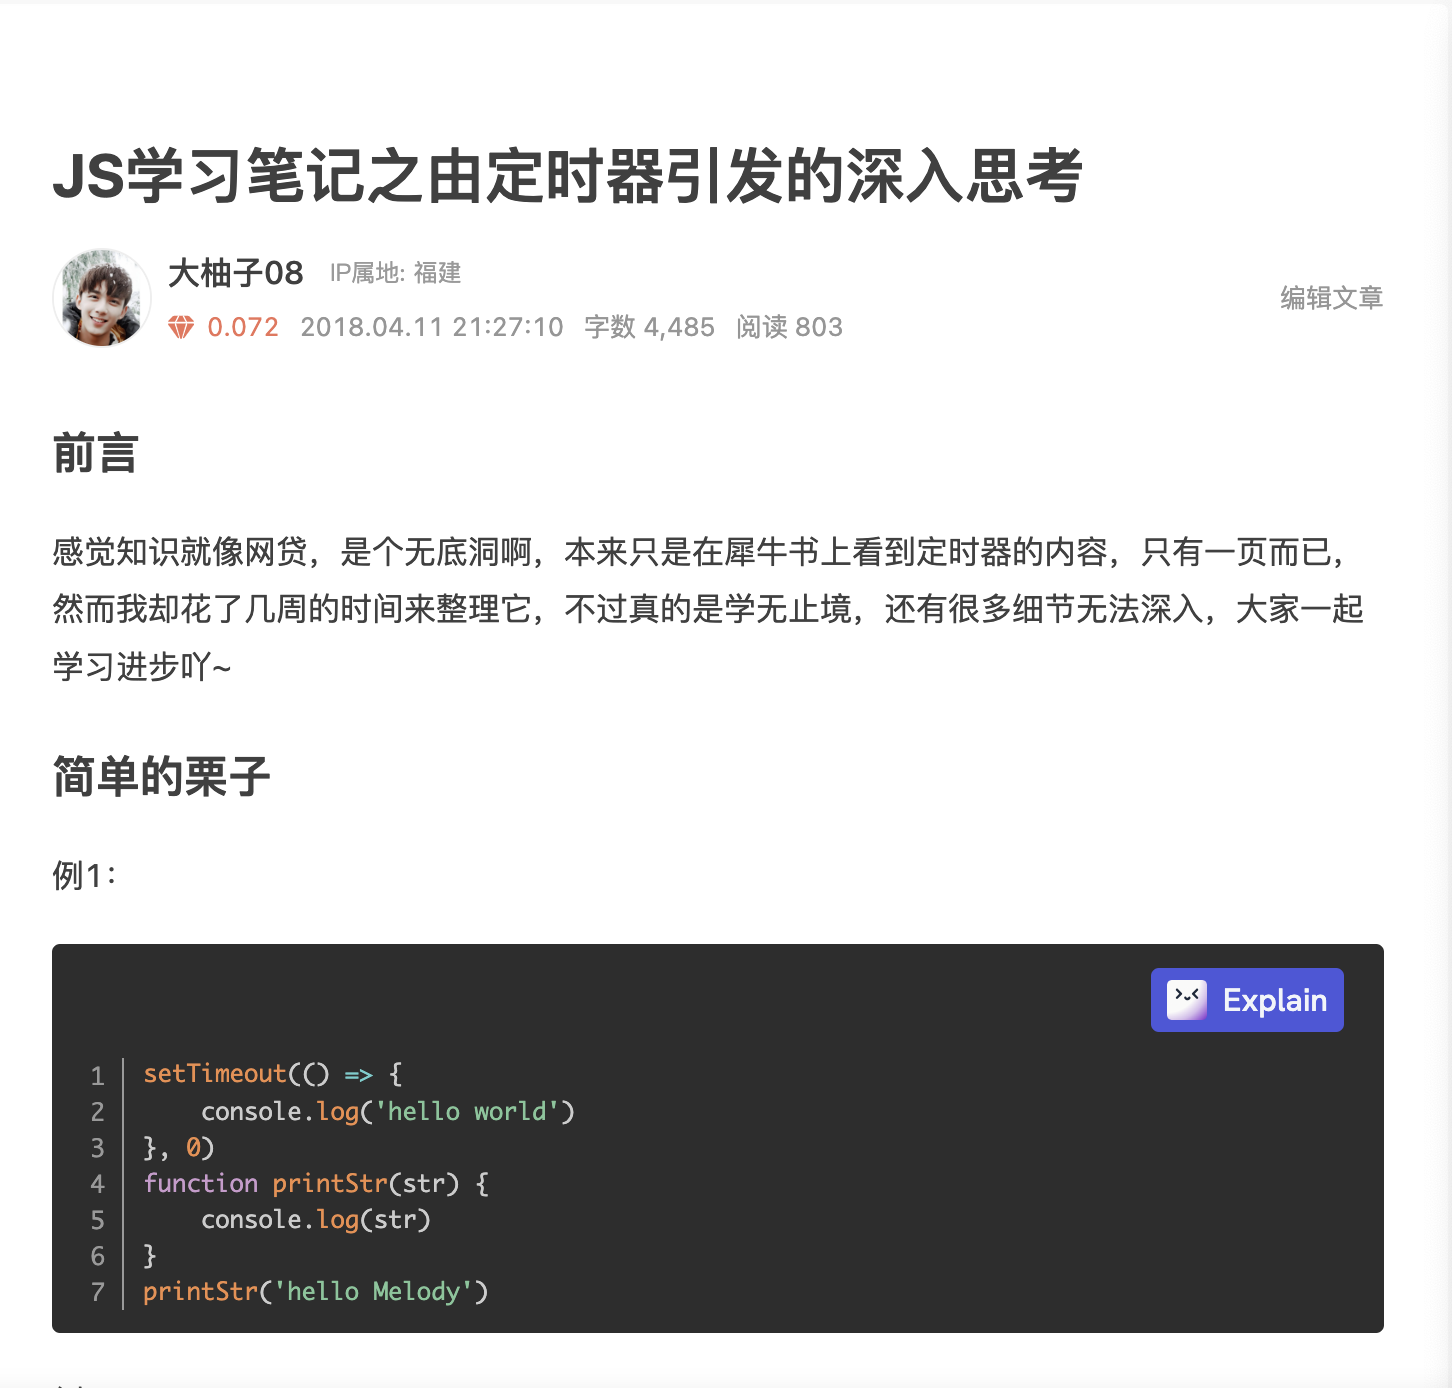 JS学习笔记之由定时器引发的深入思考
大柚子08 IP属地: 福建
0.072 2018.04.11 21:27:10 字数 4,485 阅读 803
编辑文章
前言
感觉知识就像网贷，是个无底洞啊，本来只是在犀牛书上看到定时器的内容，只有一页而已，
然而我却花了几周的时间来整理它，不过真的是学无止境，还有很多细节无法深入，大家一起
学习进步吖~
简单的栗子
例1：
Explain
1 setTimeout(() => {
2     console.log('hello world')
3 }, 0)
4 function printStr(str) {
5     console.log(str)
6 }
7 printStr('hello Melody')